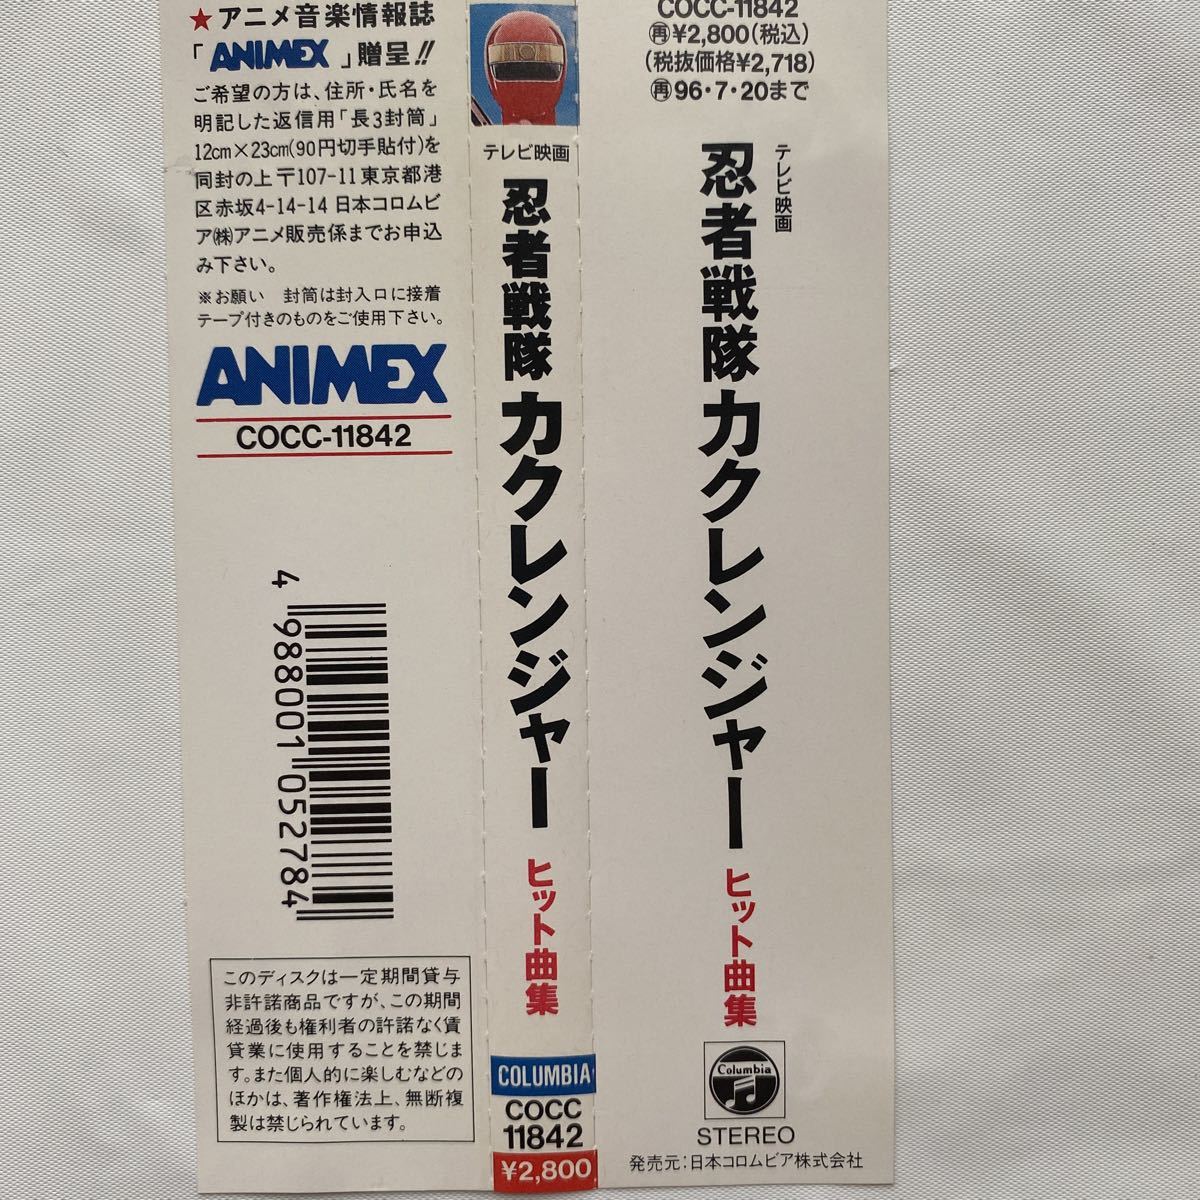 ★アニメ音楽情報誌
「ANIMEX」贈呈!!
ご希望の方は、住所・氏名を
明記した返信用「長3封筒」
12cm×23cm(90円切手貼付)を
同封の上〒107-11東京都港
区赤坂4-14-14 日本コロムビ
ア㈱アニメ販売係までお申込
み下さい。
※お願い　封筒は封入口に接着
テープ付きのものをご使用下さい。
ANIMEX
COCC-11842
4 988001 052784
このディスクは一定期間貸与
非許諾商品ですが、この期間
経過後も権利者の許諾なく賃
貸業に使用することを禁じま
す。また個人的に楽しむなどの
ほかは、著作権法上、無断複
製は禁じられています。
テレビ映画
忍者戦隊カクレンジャー
ヒット曲集
COLUMBIA
COCC
11842
¥2,800
COCC-11842
㊢¥2,800(税込)
(税抜価格¥2,718)
㊢96・7・20まで
テレビ映画
忍者戦隊カクレンジャー
ヒット曲集
Columbia
STEREO
発売元:日本コロムビア株式会社